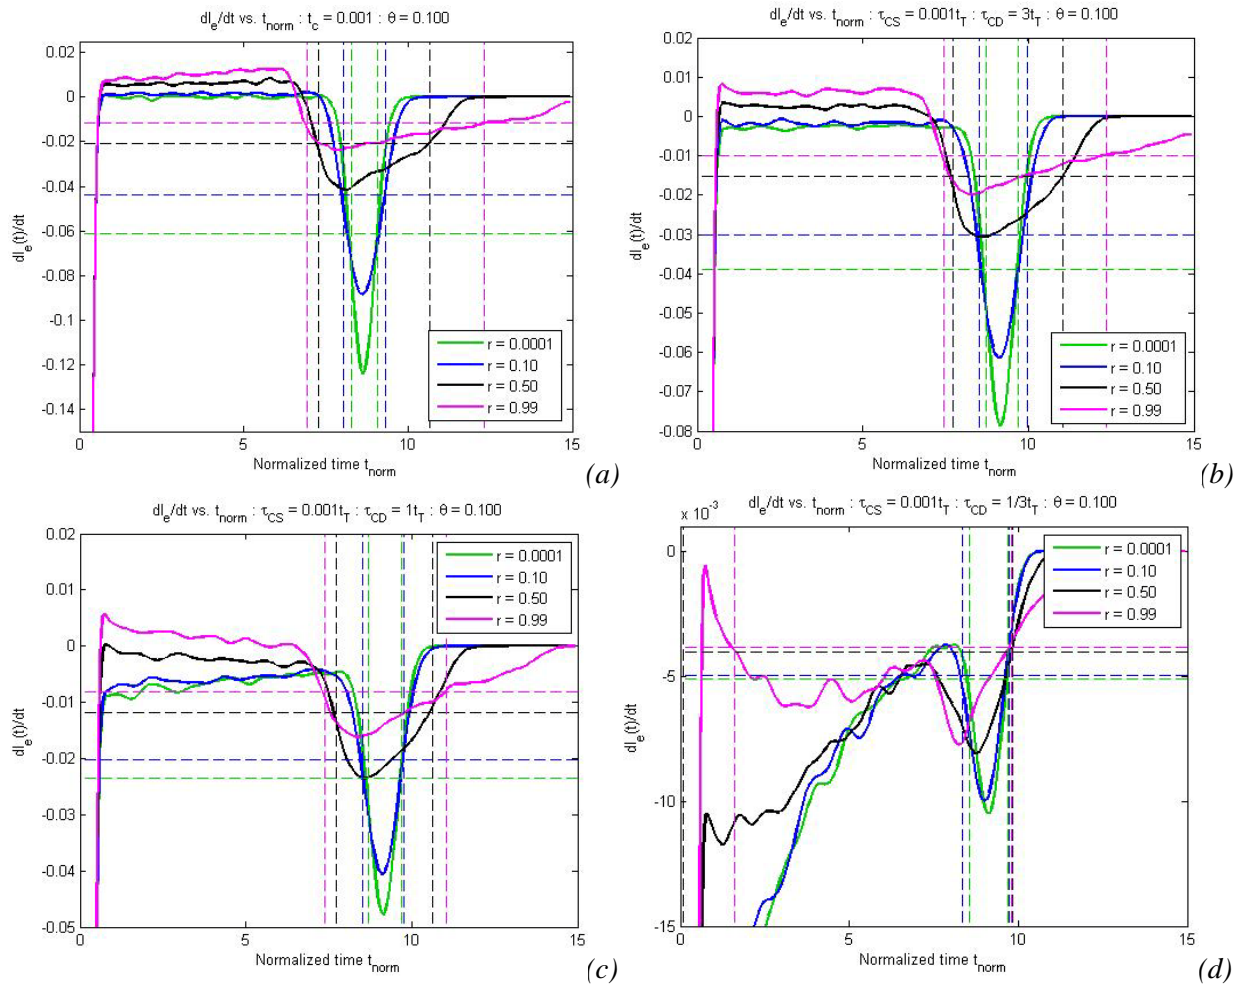 dI_e/dt vs. t_norm : t_c = 0.001 : θ = 0.100
0.02
0
-0.02
-0.04
-0.06
-0.08
-0.1
-0.12
-0.14
dI_e(t)/dt
r = 0.0001
r = 0.10
r = 0.50
r = 0.99
0
5
10
15
Normalized time t_norm
(a)
dI_e/dt vs. t_norm : τ_CS = 0.001t_T : τ_CD = 3t_T : θ = 0.100
0.02
0.01
0
-0.01
-0.02
-0.03
-0.04
-0.05
-0.06
-0.07
-0.08
dI_e(t)/dt
r = 0.0001
r = 0.10
r = 0.50
r = 0.99
0
5
10
15
Normalized time t_norm
(b)
dI_e/dt vs. t_norm : τ_CS = 0.001t_T : τ_CD = 1t_T : θ = 0.100
0.02
0.01
0
-0.01
-0.02
-0.03
-0.04
-0.05
dI_e(t)/dt
r = 0.0001
r = 0.10
r = 0.50
r = 0.99
0
5
10
15
Normalized time t_norm
(c)
dI_e/dt vs. t_norm : τ_CS = 0.001t_T : τ_CD = 1/3t_T : θ = 0.100
x 10^-3
0
-5
-10
-15
dI_e(t)/dt
r = 0.0001
r = 0.10
r = 0.50
r = 0.99
0
5
10
15
Normalized time t_norm
(d)